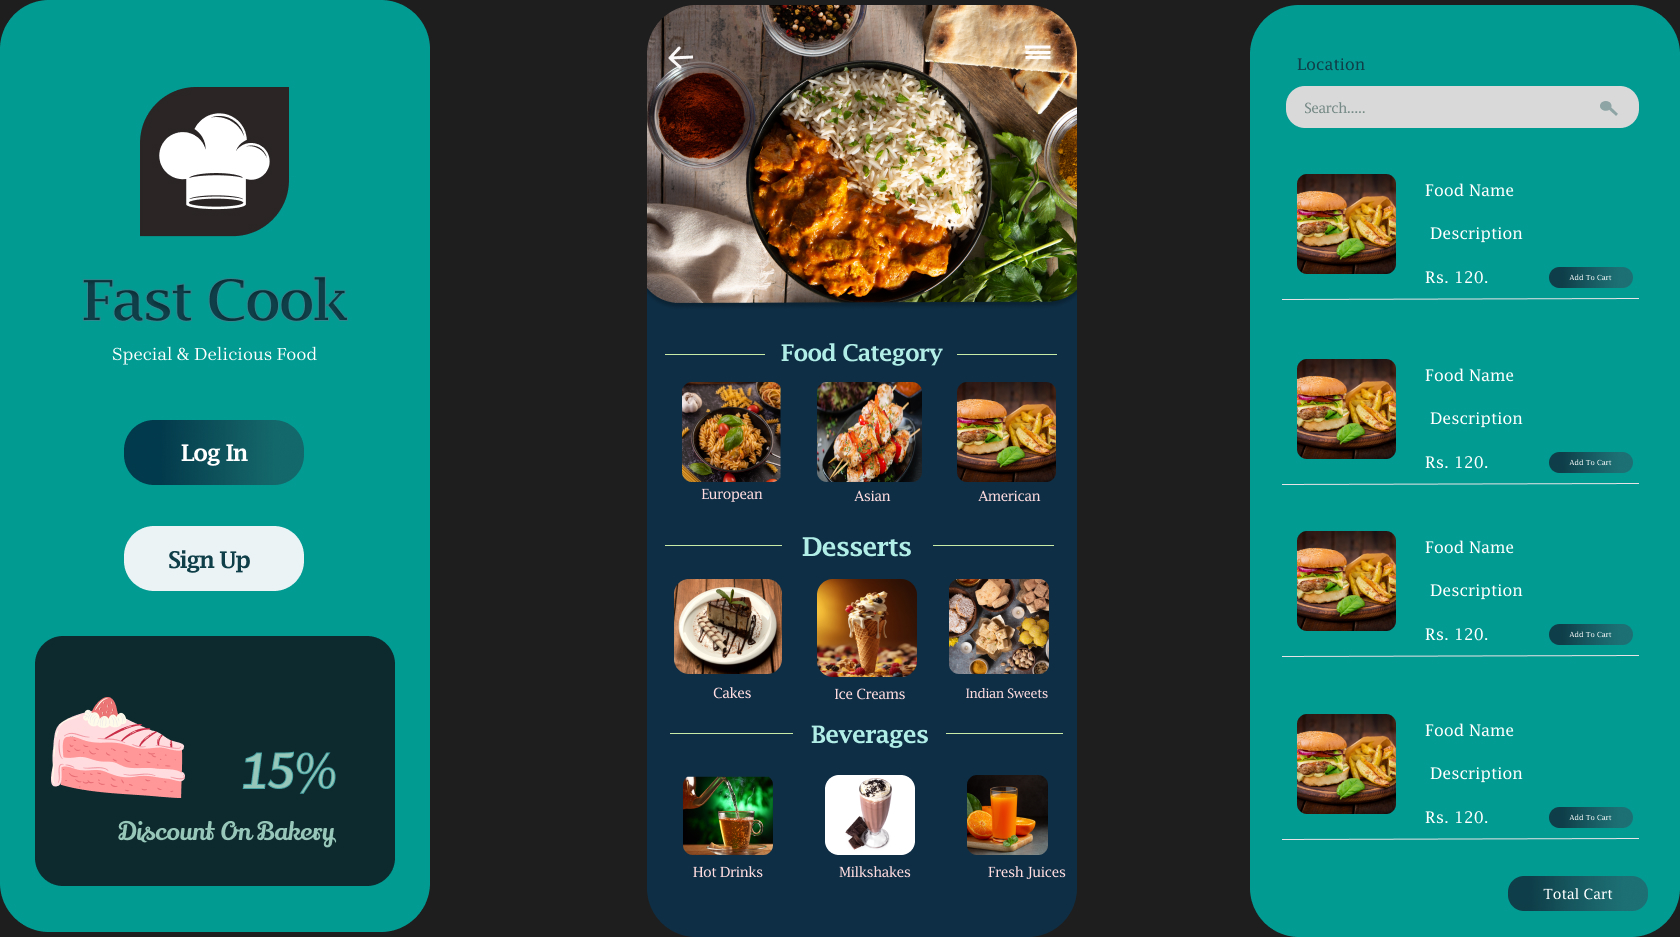 Fast Cook
Special & Delicious Food
Log In
Sign Up
15%
Discount On Bakery
Food Category
European
Asian
American
Desserts
Cakes
Ice Creams
Indian Sweets
Beverages
Hot Drinks
Milkshakes
Fresh Juices
Location
Search.....
Food Name
Description
Rs. 120.
Add To Cart
Food Name
Description
Rs. 120.
Add To Cart
Food Name
Description
Rs. 120.
Add To Cart
Food Name
Description
Rs. 120.
Add To Cart
Total Cart